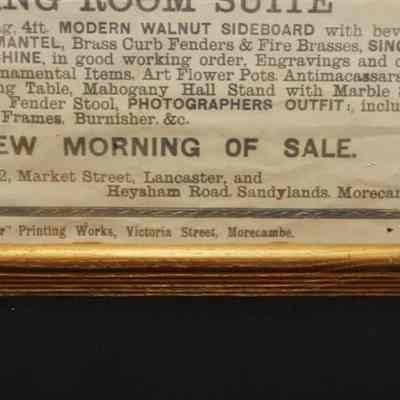 NG ROOM SUITE
g, 4ft. MODERN WALNUT SIDEBOARD with bev
MANTEL, Brass Curb Fenders & Fire Brasses, SING
HINE, in good working order, Engravings and o
namental Items, Art Flower Pots, Antimacassars
ng Table, Mahogany Hall Stand with Marble S
Fender Stool, PHOTOGRAPHERS OUTFIT; inclu
Frames, Burnisher, &c.
EW MORNING OF SALE.
2, Market Street, Lancaster, and
Heysham Road, Sandylands, Morecam
r" Printing Works, Victoria Street, Morecambe.